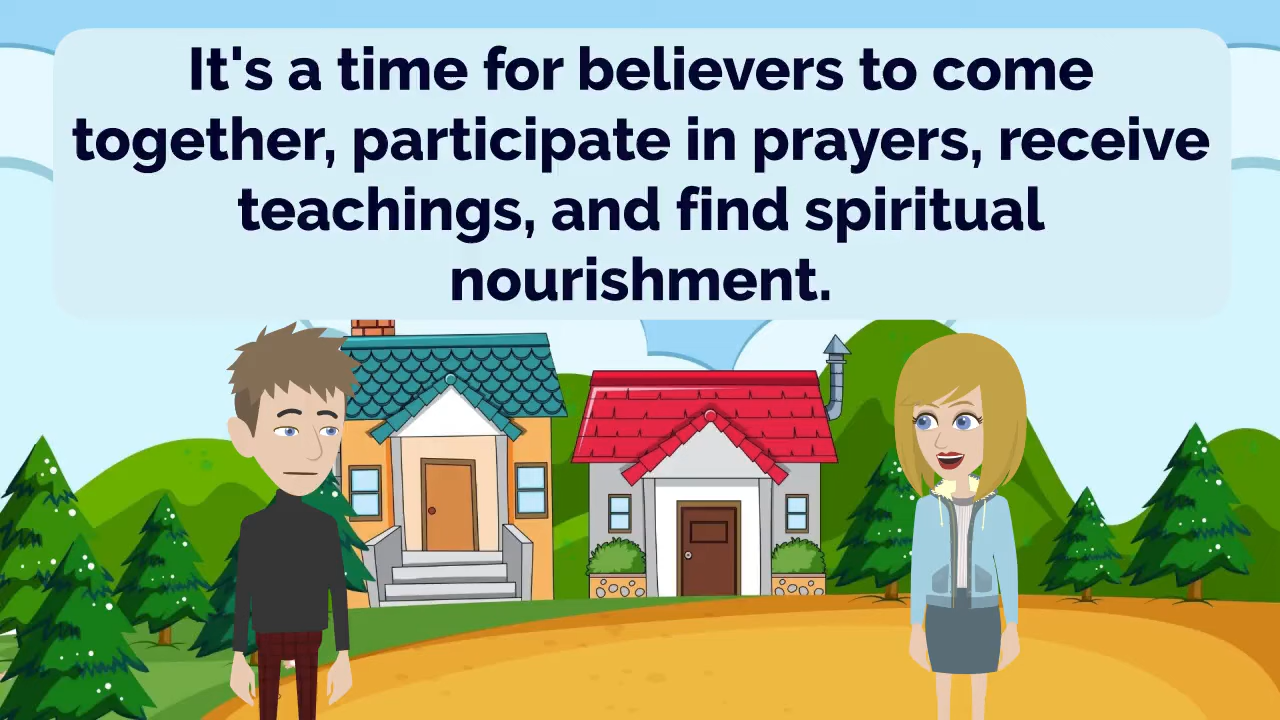 It's a time for believers to come
together, participate in prayers, receive
teachings, and find spiritual
nourishment.